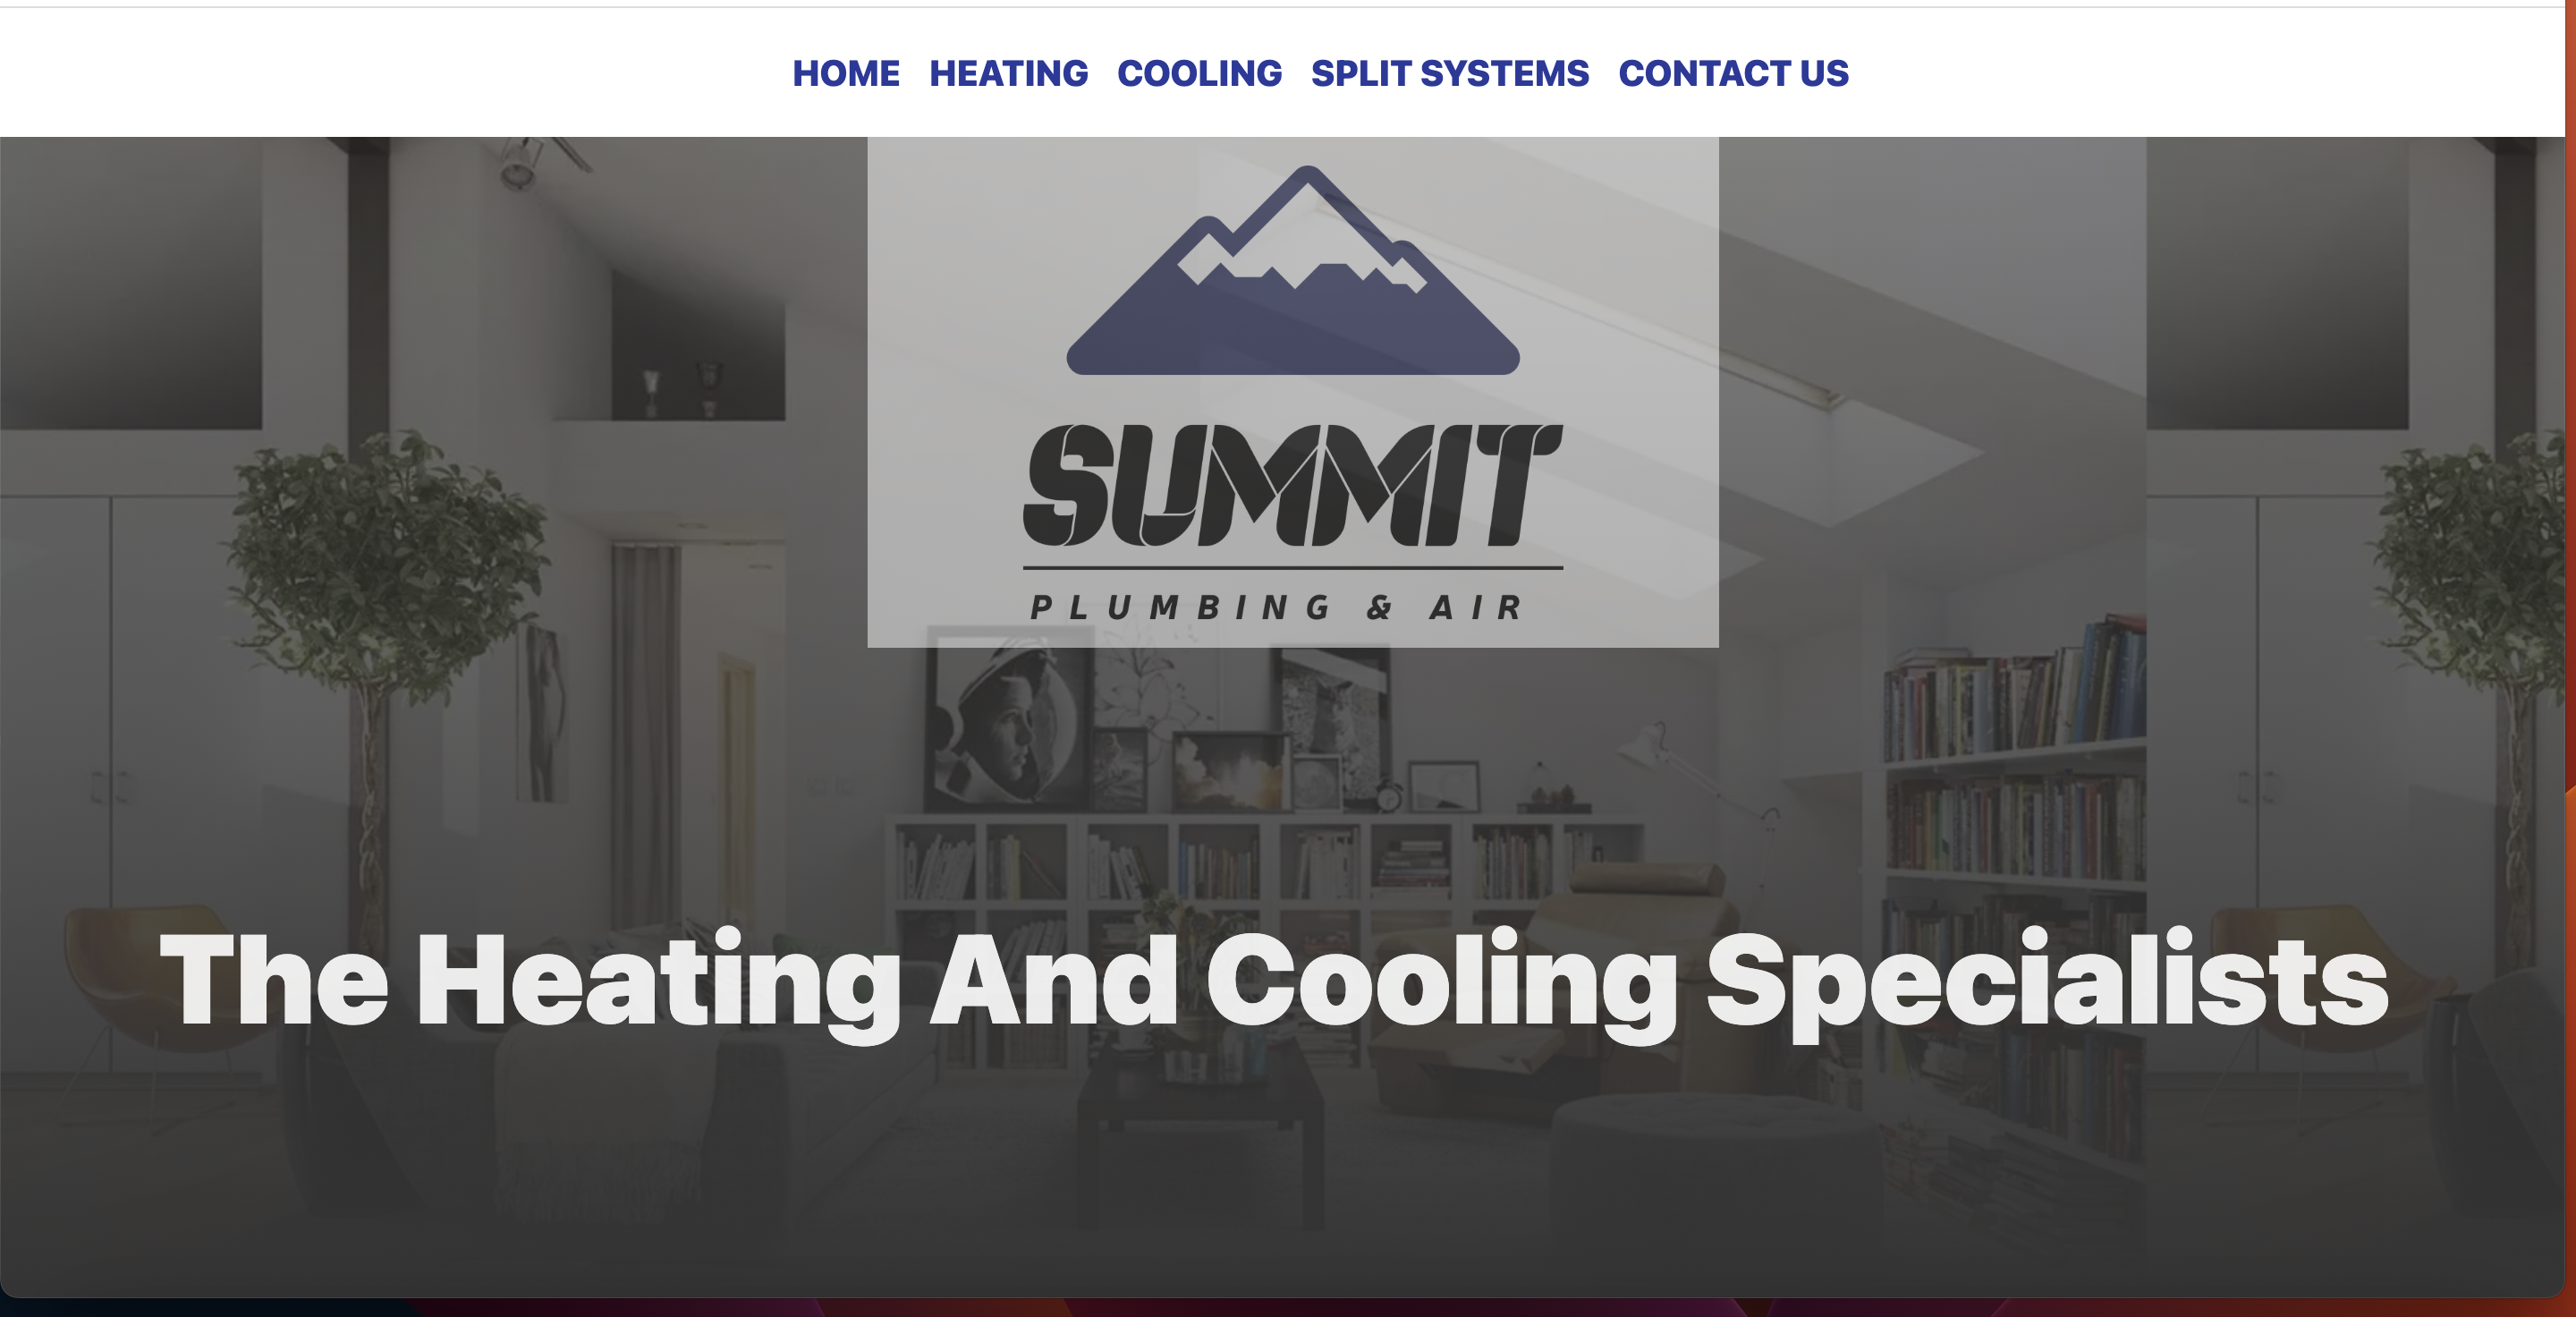 HOME HEATING COOLING SPLIT SYSTEMS CONTACT US
SUMMIT
PLUMBING & AIR
The Heating And Cooling Specialists